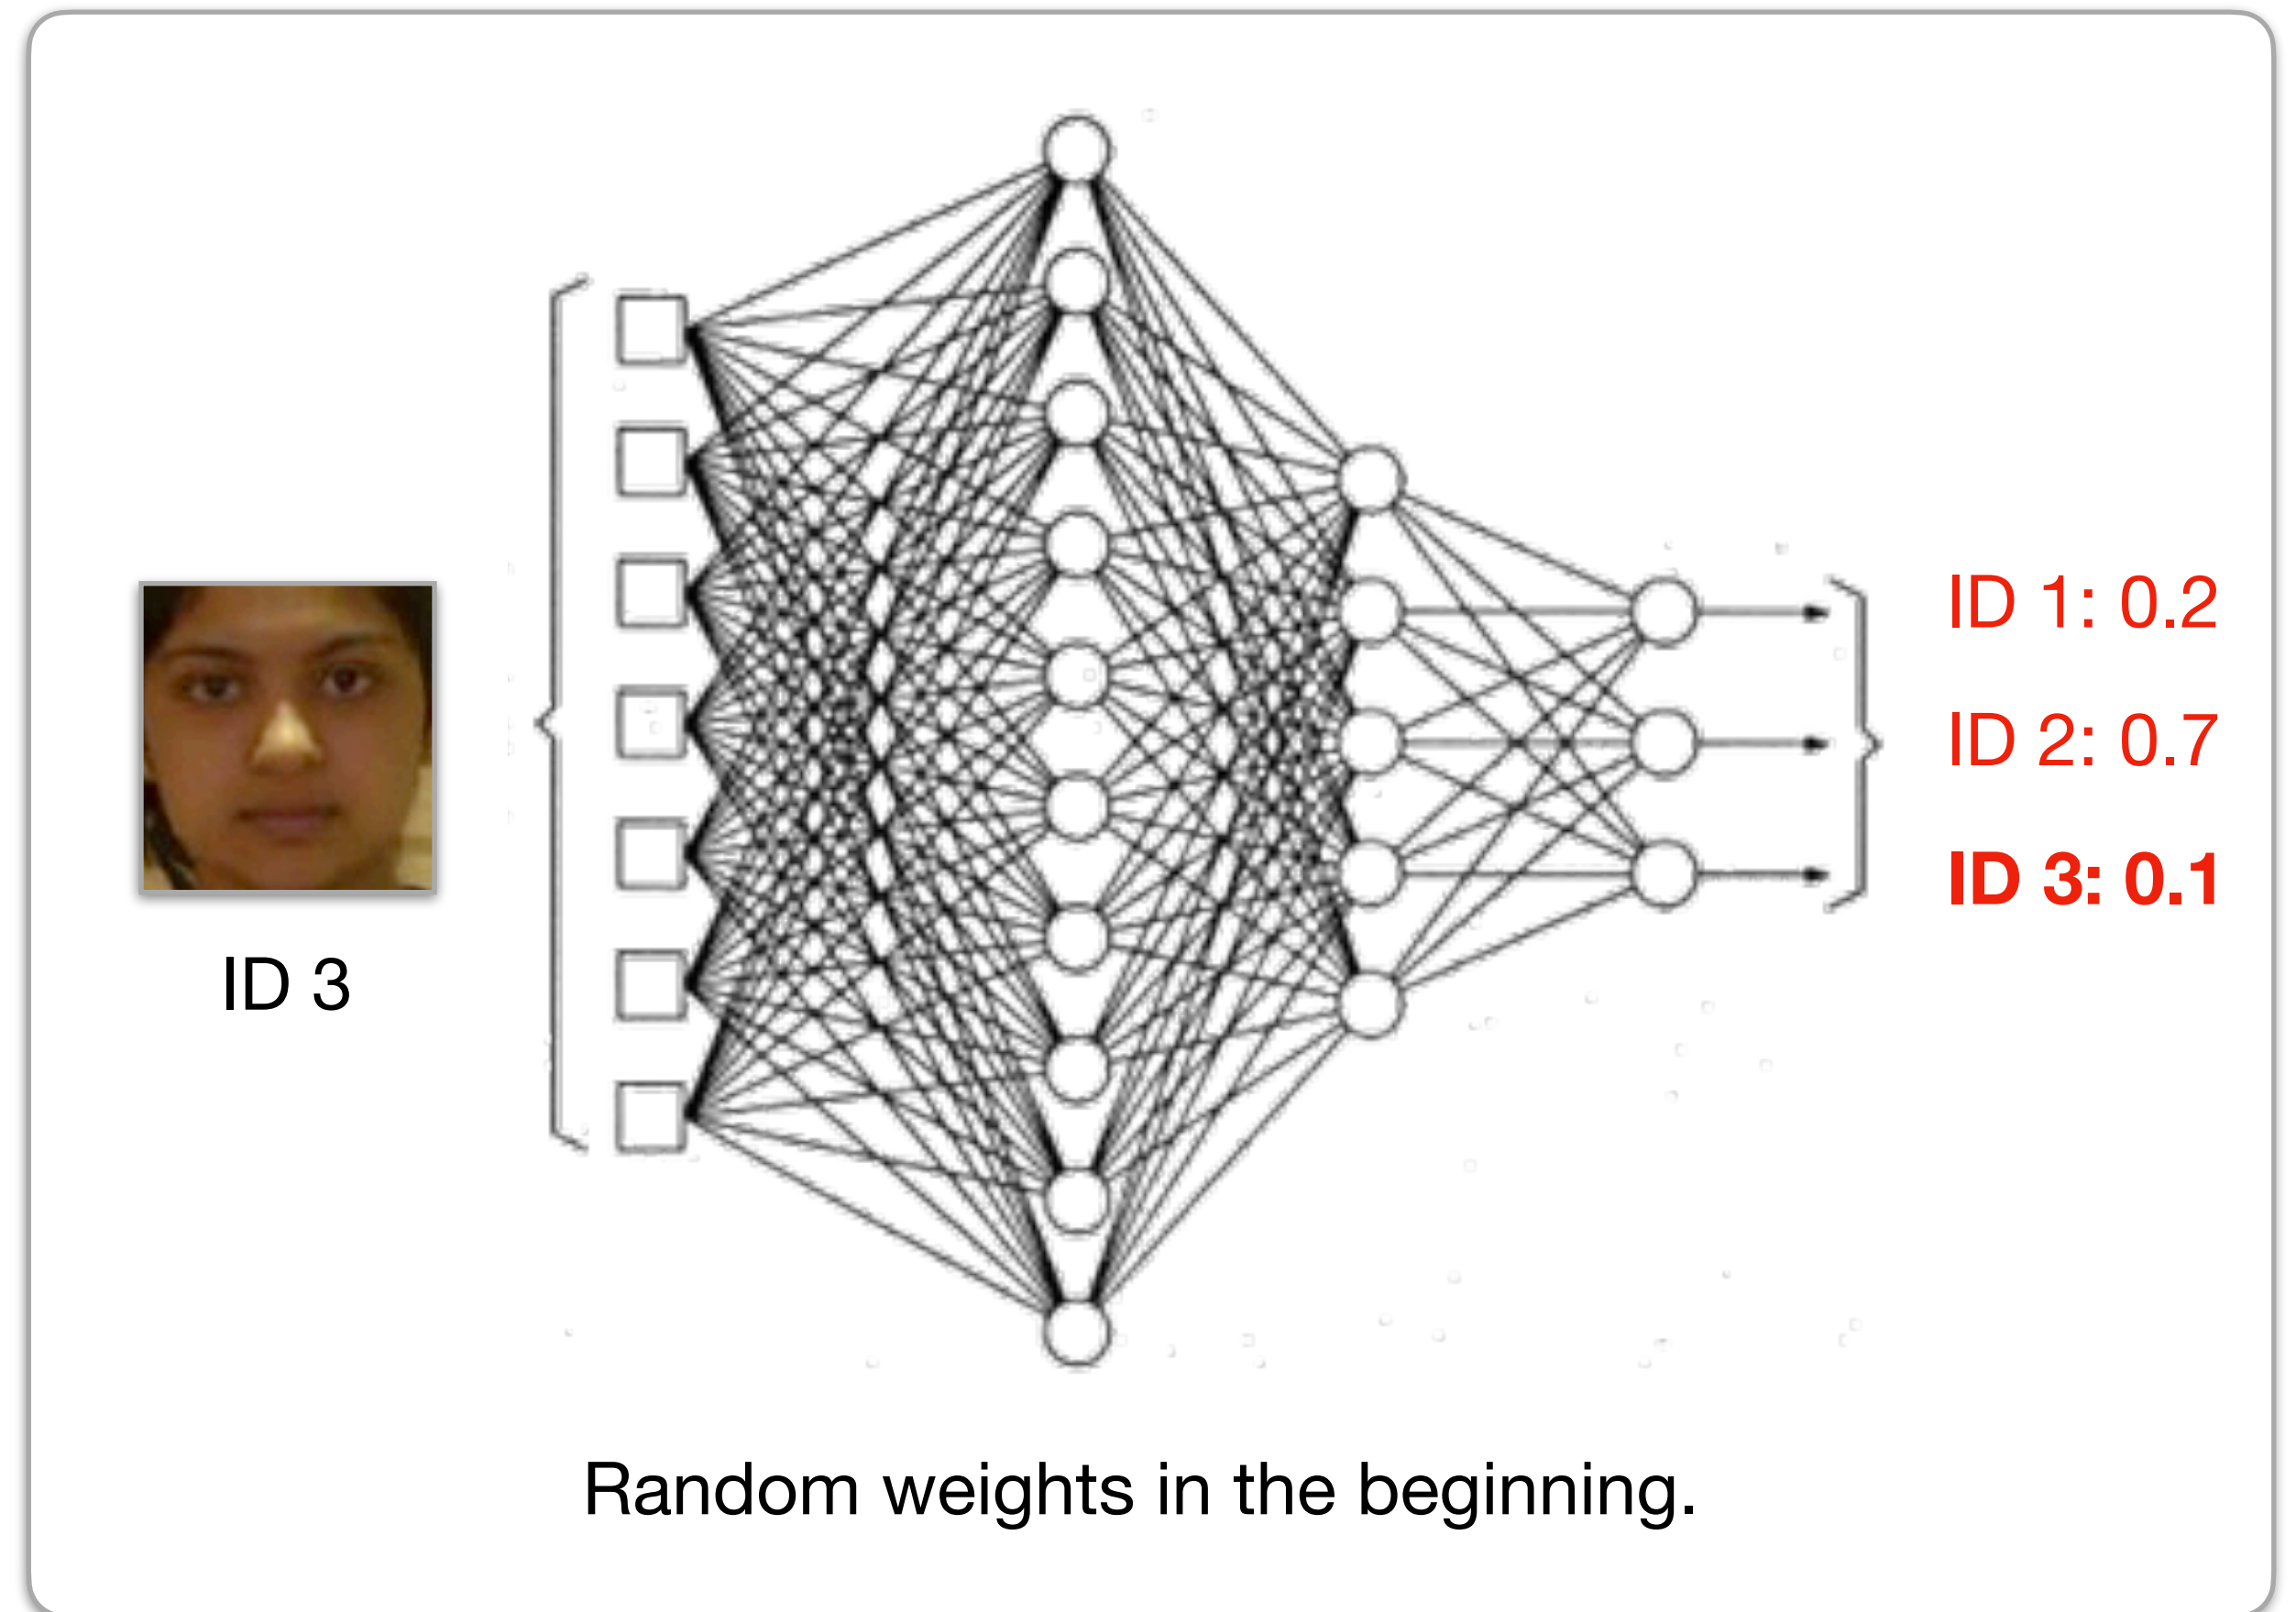 ID 3
ID 1: 0.2
ID 2: 0.7
ID 3: 0.1
Random weights in the beginning.